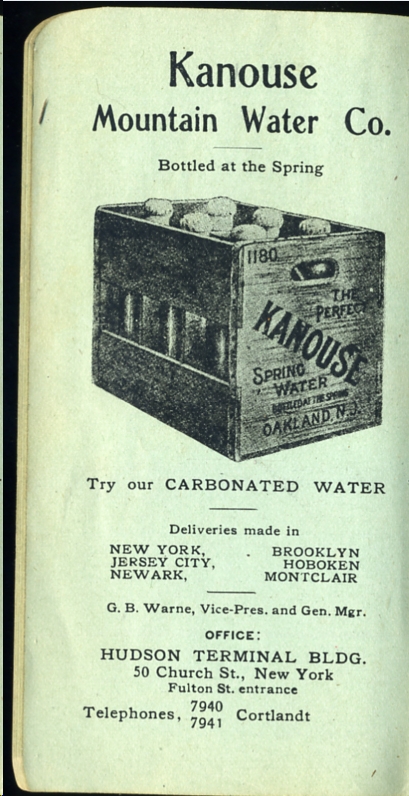 Kanouse
Mountain Water Co.
Bottled at the Spring
1180
THE
PERFECT
KANOUSE
SPRING
WATER
BOTTLED AT THE SPRING
OAKLAND, N.J.
Try our CARBONATED WATER
Deliveries made in
NEW YORK, BROOKLYN
JERSEY CITY, HOBOKEN
NEWARK, MONTCLAIR
G. B. Warne, Vice-Pres. and Gen. Mgr.
OFFICE:
HUDSON TERMINAL BLDG.
50 Church St., New York
Fulton St. entrance
Telephones, 7940
7941 Cortlandt